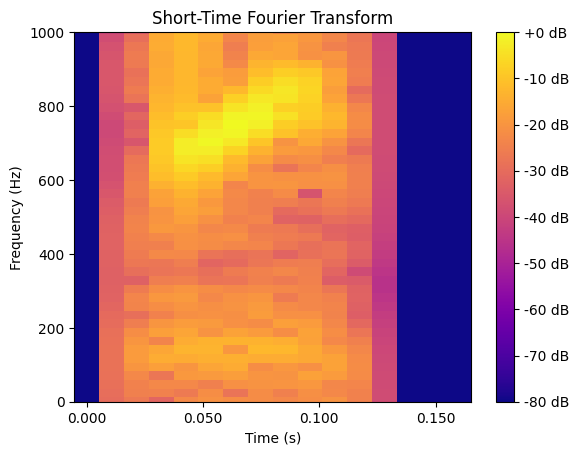 Short-Time Fourier Transform
1000
800
600
400
200
0
Frequency (Hz)
0.000
0.050
0.100
0.150
Time (s)
+0 dB
-10 dB
-20 dB
-30 dB
-40 dB
-50 dB
-60 dB
-70 dB
-80 dB